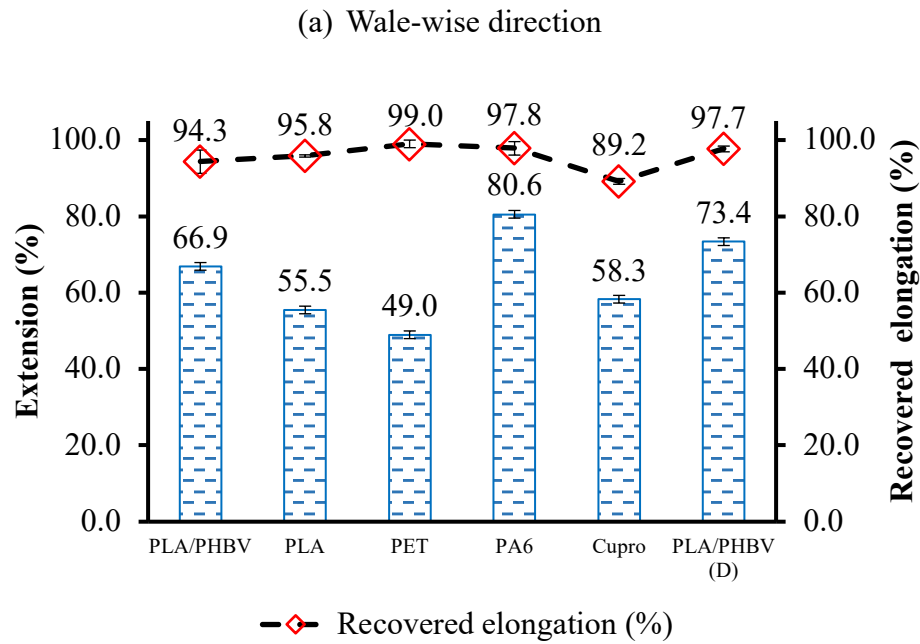 (a) Wale-wise direction
94.3
95.8
99.0
97.8
89.2
97.7
100.0
80.0
60.0
40.0
20.0
0.0
Extension (%)
66.9
55.5
49.0
80.6
58.3
73.4
100.0
80.0
60.0
40.0
20.0
0.0
Recovered elongation (%)
PLA/PHBV
PLA
PET
PA6
Cupro
PLA/PHBV
(D)
Recovered elongation (%)